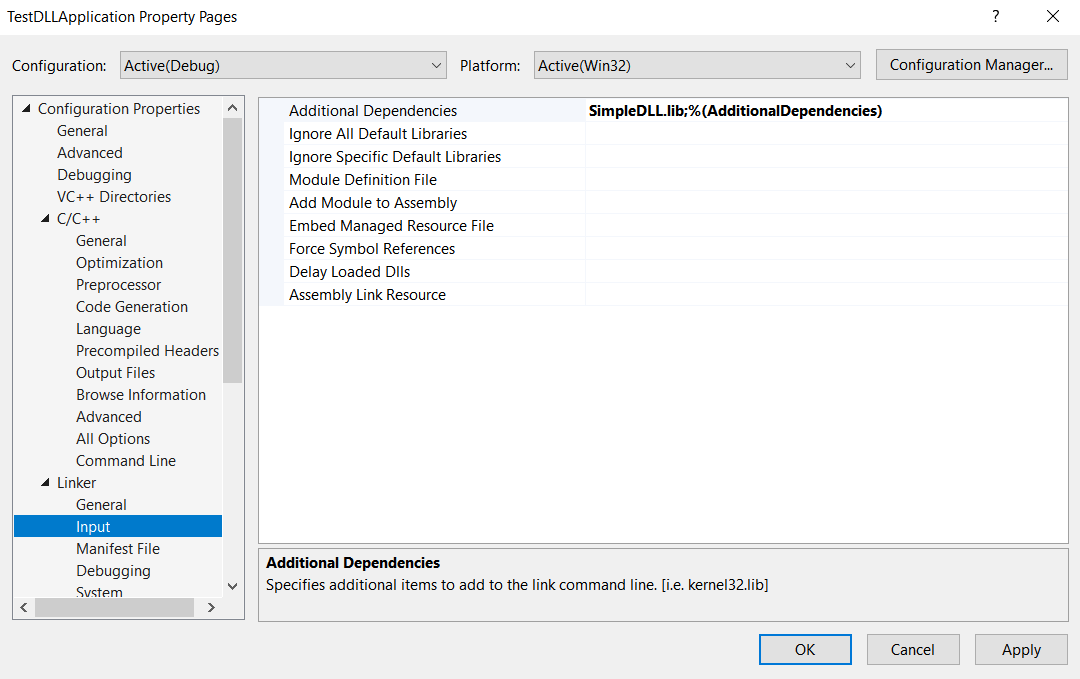 TestDLLApplication Property Pages
?
Configuration: Active(Debug) Platform: Active(Win32) Configuration Manager...
Configuration Properties
General
Advanced
Debugging
VC++ Directories
C/C++
General
Optimization
Preprocessor
Code Generation
Language
Precompiled Headers
Output Files
Browse Information
Advanced
All Options
Command Line
Linker
General
Input
Manifest File
Debugging
System
Additional Dependencies SimpleDLL.lib;%(AdditionalDependencies)
Ignore All Default Libraries
Ignore Specific Default Libraries
Module Definition File
Add Module to Assembly
Embed Managed Resource File
Force Symbol References
Delay Loaded Dlls
Assembly Link Resource
Additional Dependencies
Specifies additional items to add to the link command line. [i.e. kernel32.lib]
OK Cancel Apply